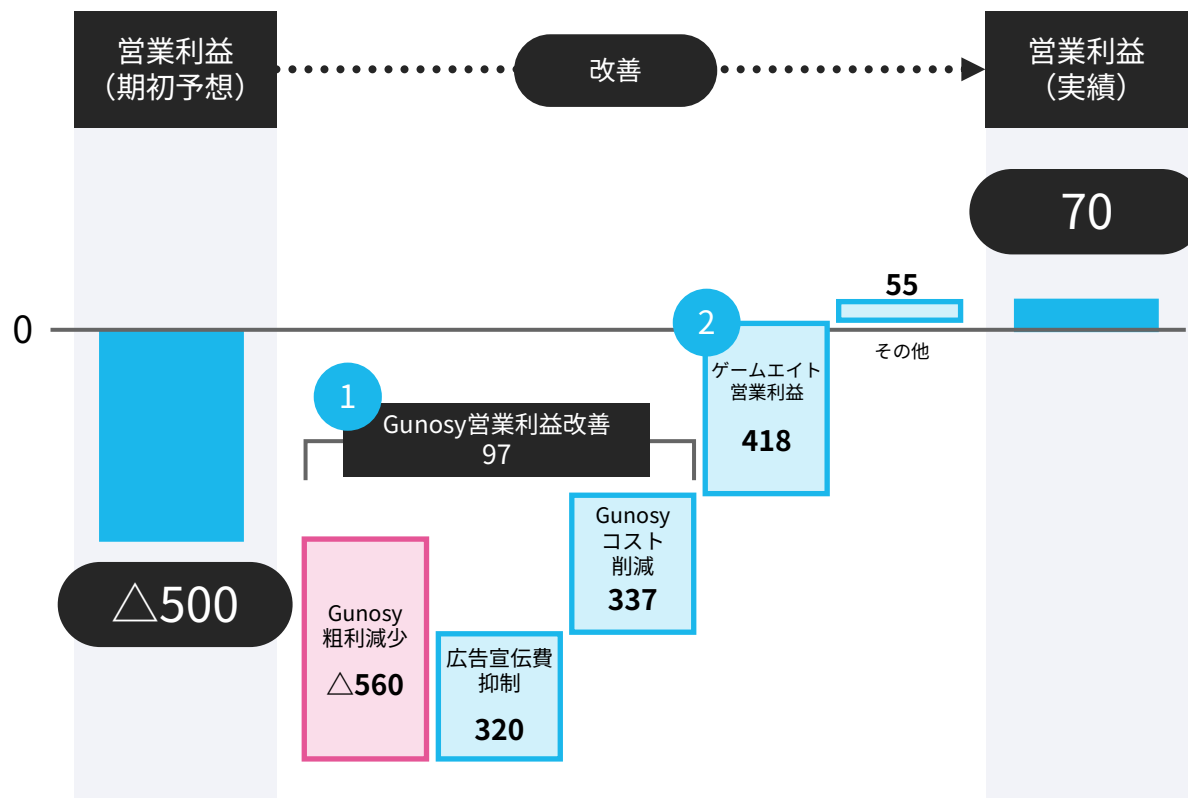 営業利益
（期初予想）
改善
営業利益
（実績）
70
55
0
その他
2
ゲームエイト
営業利益
418
1
Gunosy営業利益改善
97
Gunosy
コスト
削減
337
△500
Gunosy
粗利減少
△560
広告宣伝費
抑制
320